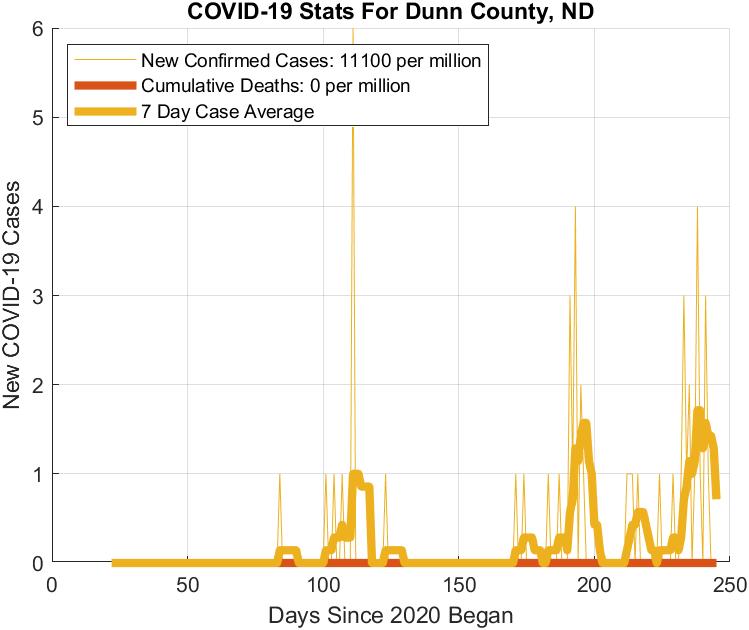 COVID-19 Stats For Dunn County, ND
New Confirmed Cases: 11100 per million
Cumulative Deaths: 0 per million
7 Day Case Average
New COVID-19 Cases
6
5
4
3
2
1
0
0 50 100 150 200 250
Days Since 2020 Began